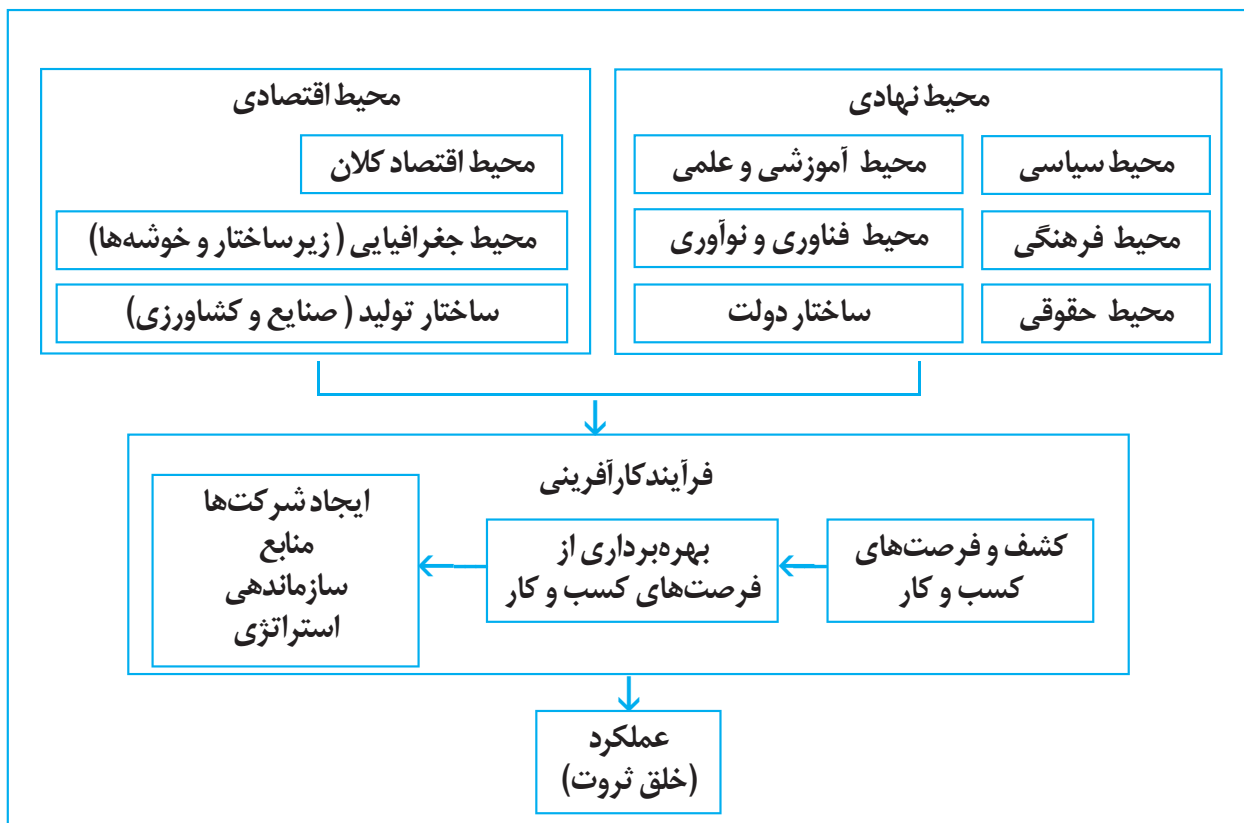 محیط نهادی
محیط سیاسی
محیط آموزشی و علمی
محیط فرهنگی
محیط فناوری و نوآوری
محیط حقوقی
ساختار دولت
محیط اقتصادی
محیط اقتصاد کلان
محیط جغرافیایی (زیرساختار و خوشه‌ها)
ساختار تولید (صنایع و کشاورزی)
فرآیند کارآفرینی
کشف و فرصت‌های
کسب و کار
بهره‌برداری از
فرصت‌های کسب و کار
ایجاد شرکت‌ها
منابع
سازماندهی
استراتژی
عملکرد
(خلق ثروت)